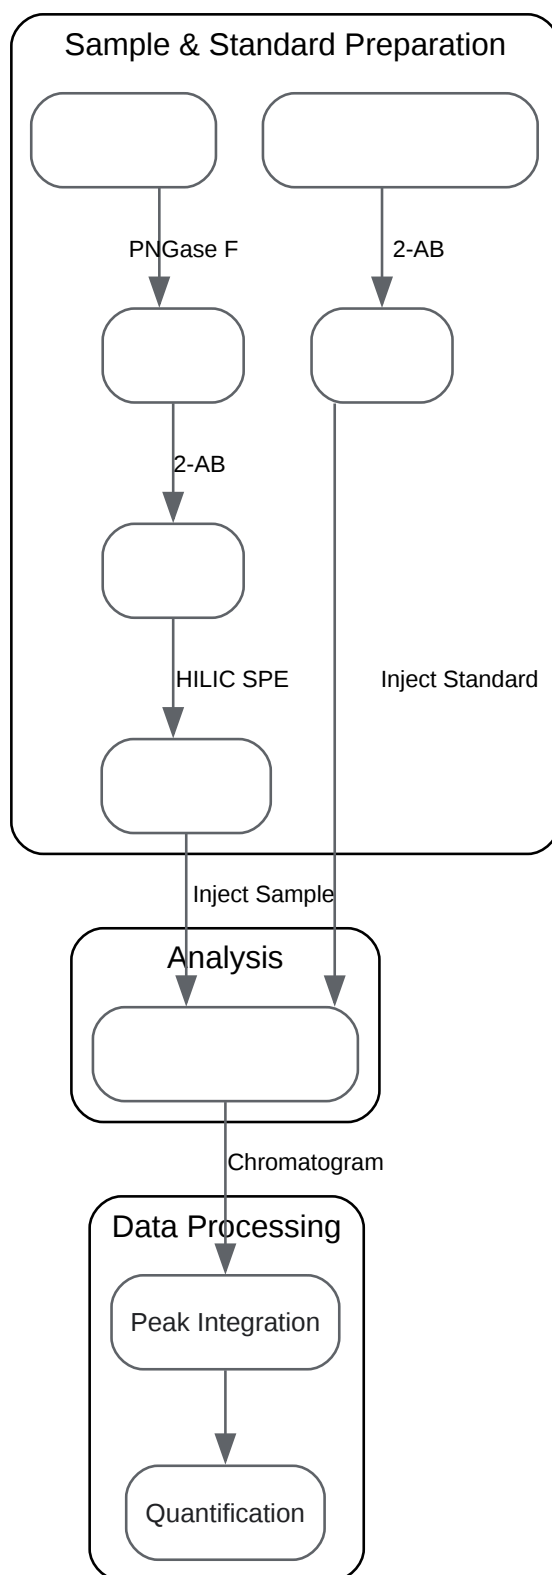 Sample & Standard Preparation
PNGase F
2-AB
2-AB
HILIC SPE
Inject Standard
Inject Sample
Analysis
Chromatogram
Data Processing
Peak Integration
Quantification